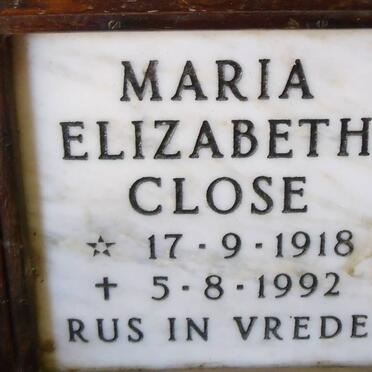 MARIA
ELIZABETH
CLOSE
☆ 17-9-1918
✝ 5-8-1992
RUS IN VREDE